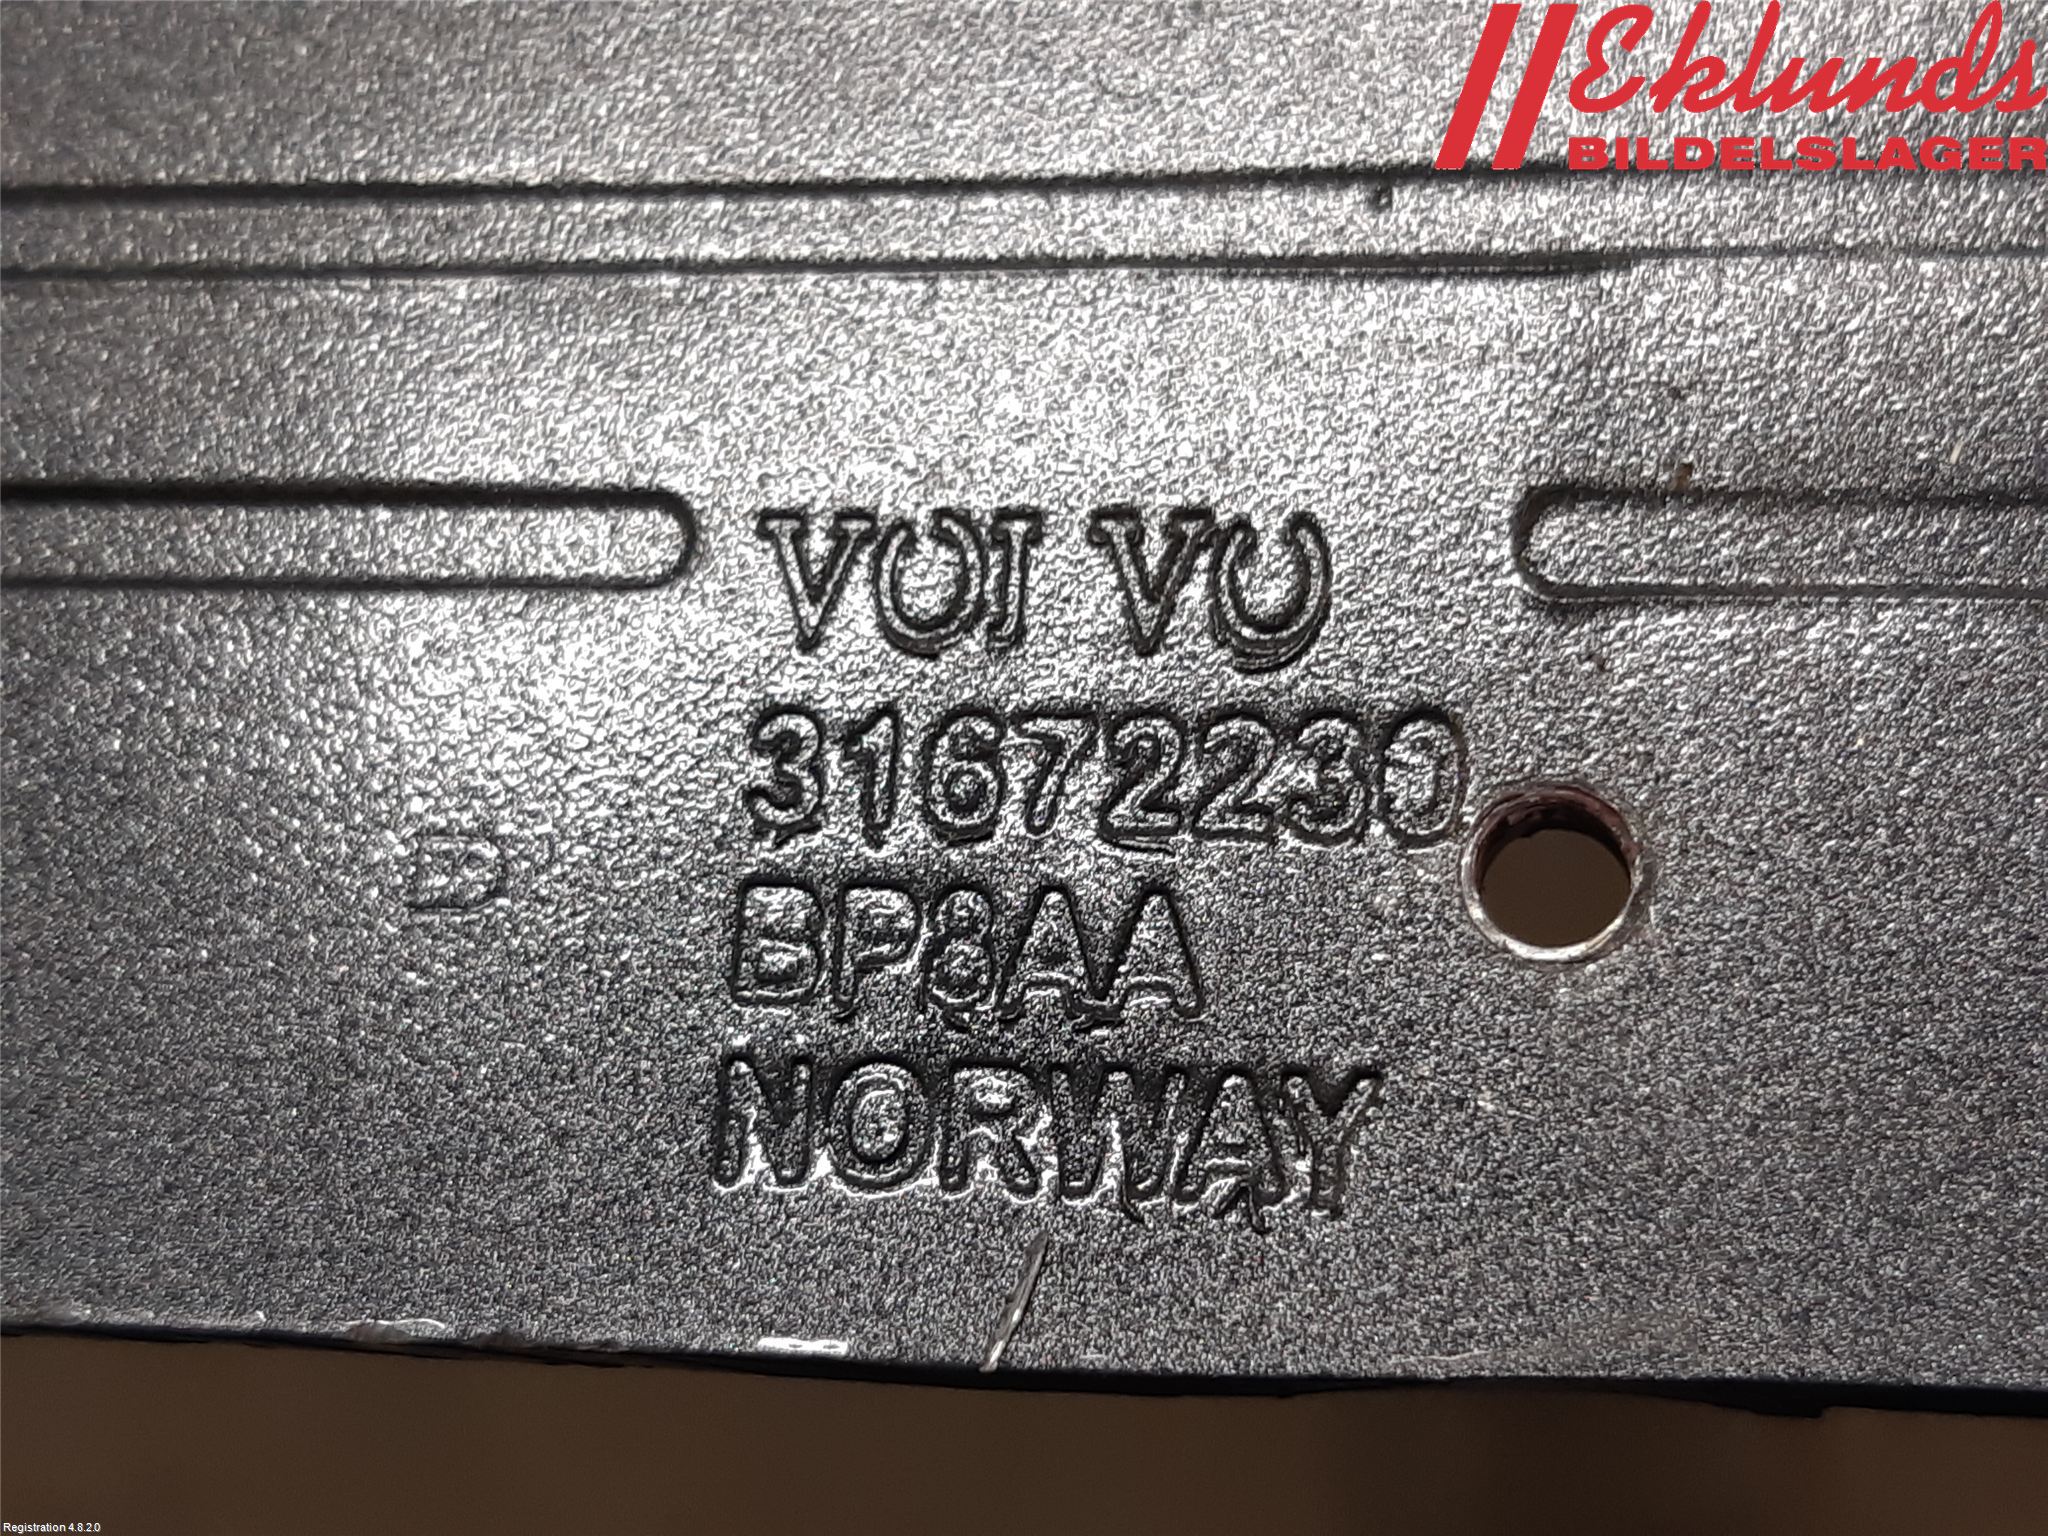 Eklunds
BILDELSLAGER
VOLVO
31672230
BP8AA
NORWAY
Registration 4.8.2.0